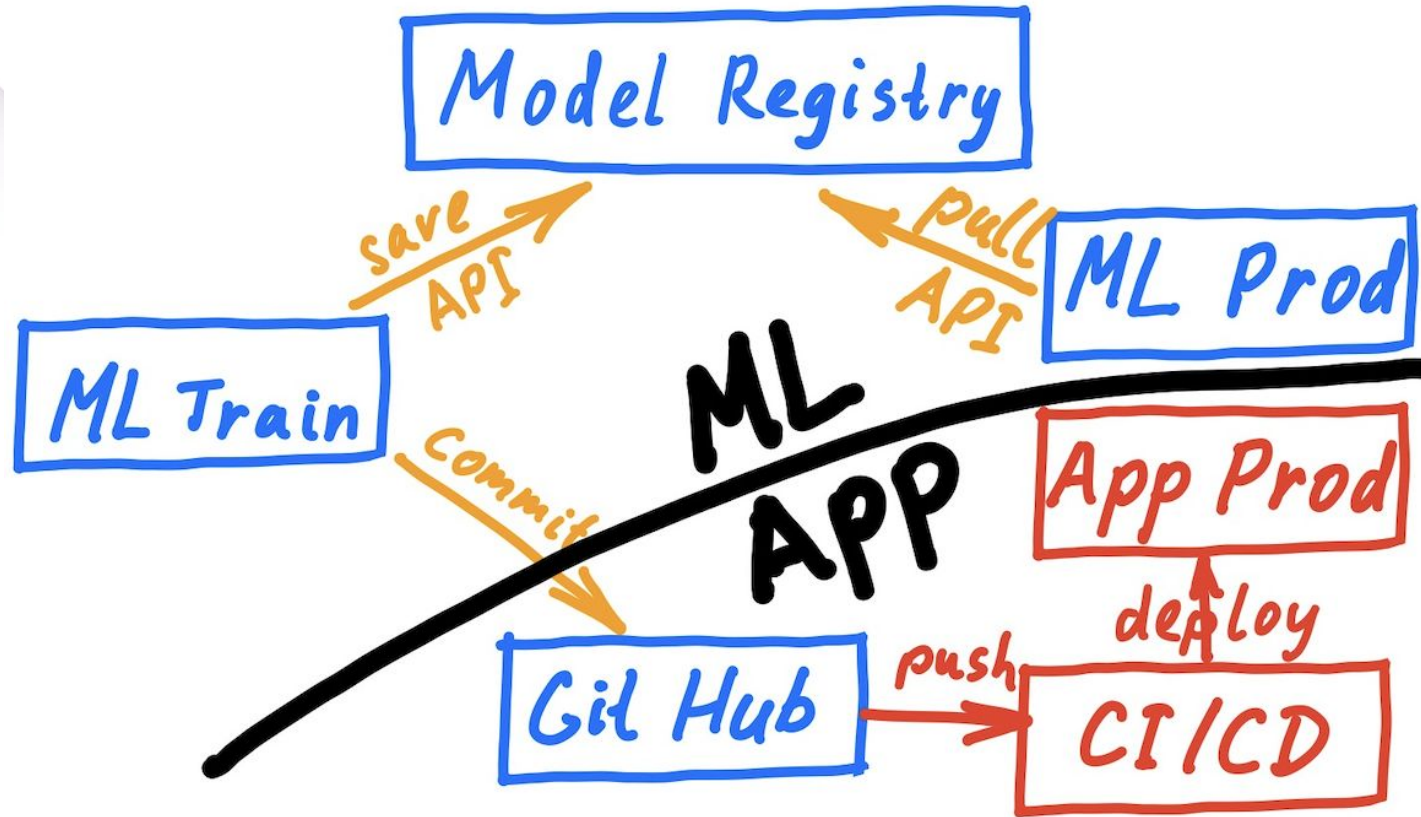 Model Registry
save
API
pull
API
ML Prod
ML Train
ML
APP
commit
App Prod
deploy
push
Git Hub
CI/CD